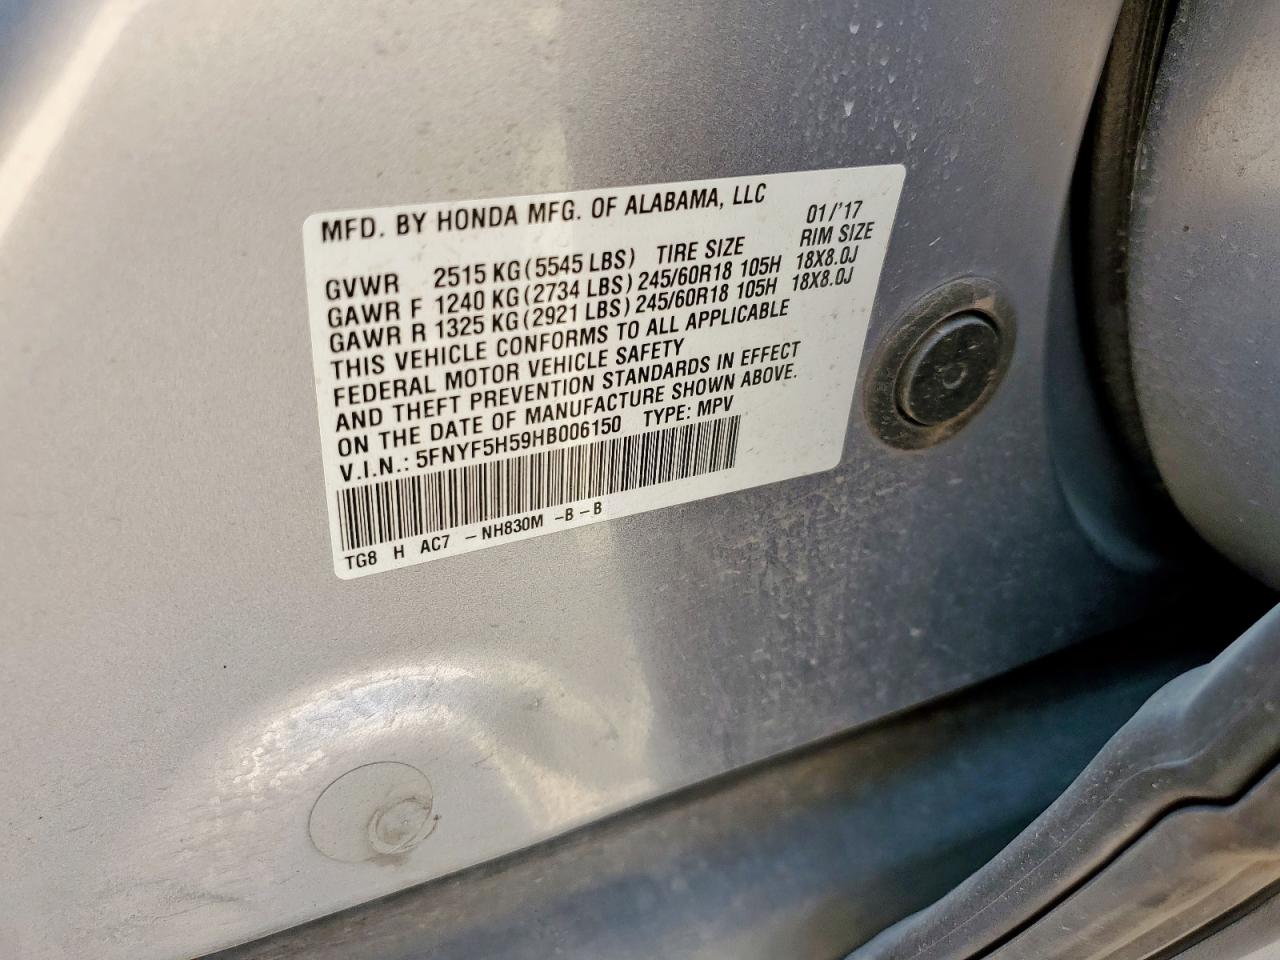 MFD. BY HONDA MFG. OF ALABAMA, LLC 01/'17
TIRE SIZE RIM SIZE
GVWR 2515 KG (5545 LBS)
GAWR F 1240 KG (2734 LBS) 245/60R18 105H 18X8.0J
GAWR R 1325 KG (2921 LBS) 245/60R18 105H 18X8.0J
THIS VEHICLE CONFORMS TO ALL APPLICABLE
FEDERAL MOTOR VEHICLE SAFETY
AND THEFT PREVENTION STANDARDS IN EFFECT
ON THE DATE OF MANUFACTURE SHOWN ABOVE.
V.I.N.: 5FNYF5H59HB006150 TYPE: MPV
TG8 H AC7 -NH830M -B-B